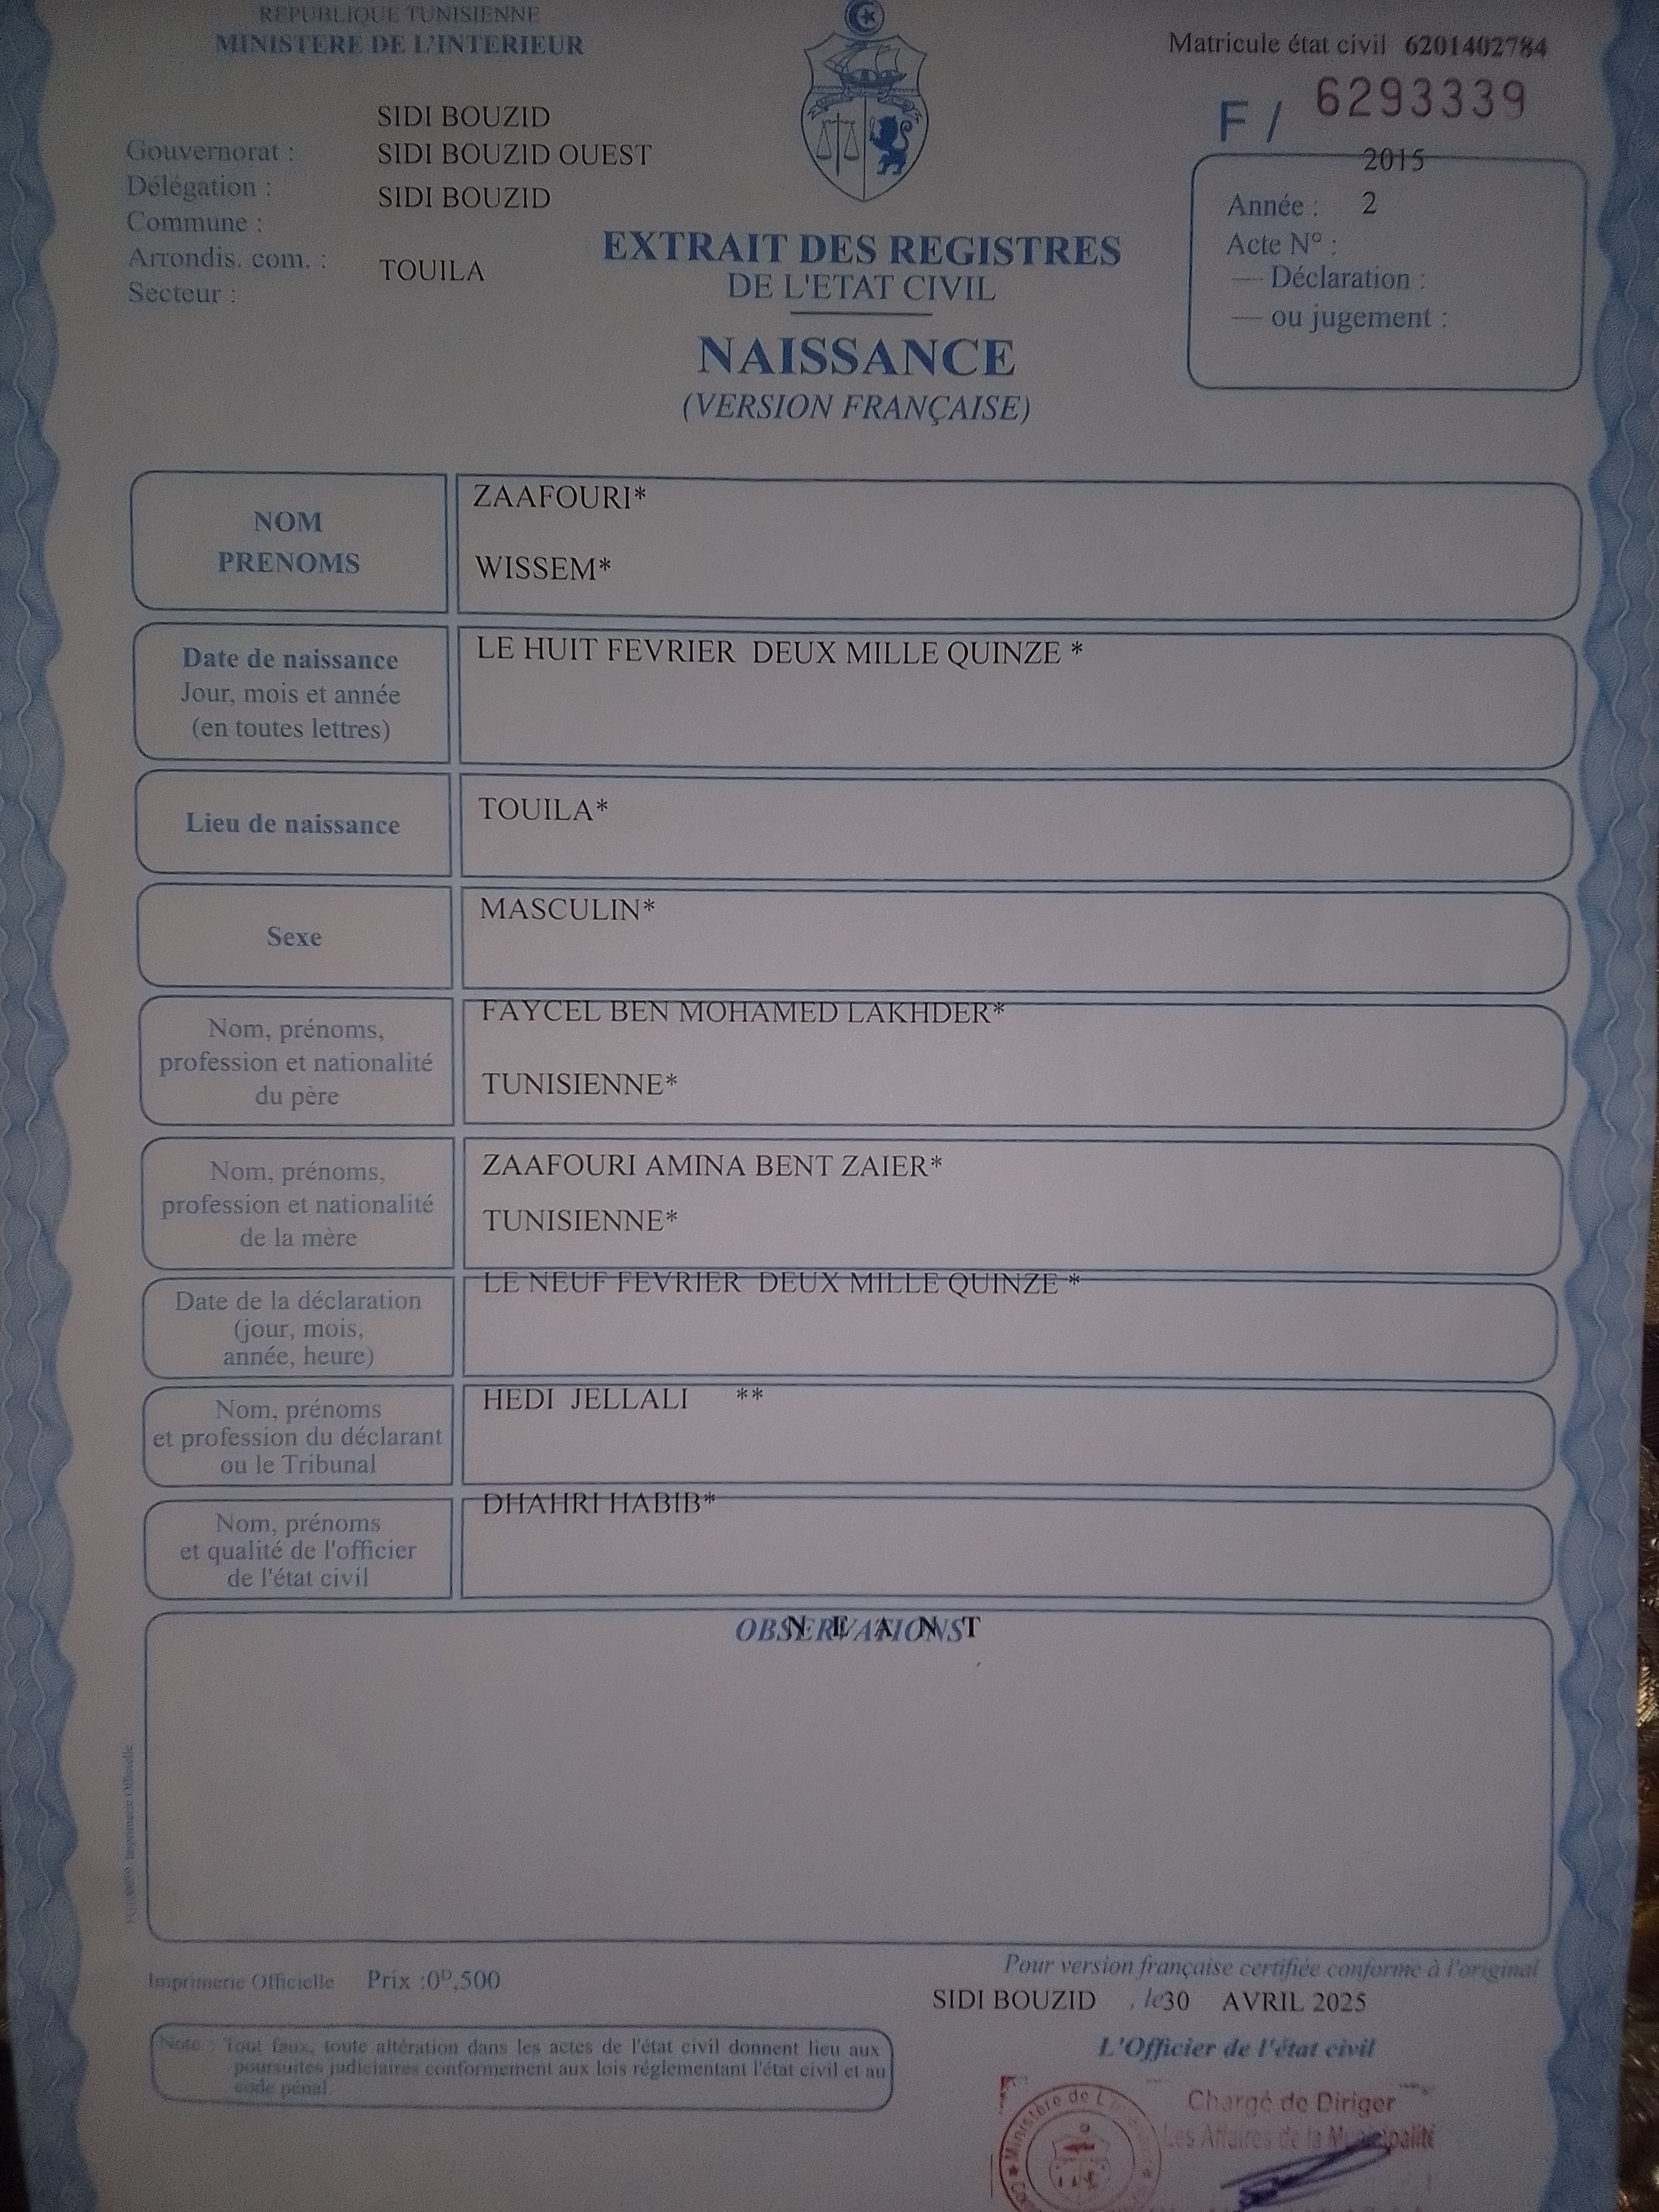 REPUBLIQUE TUNISIENNE
MINISTERE DE L'INTERIEUR
Matricule état civil 6201402784
F / 6293339
SIDI BOUZID
Gouvernorat : SIDI BOUZID OUEST
Délégation : SIDI BOUZID
Commune :
Arrondis. com. : TOUILA
Secteur :
2015
Année : 2
Acte N° :
— Déclaration :
— ou jugement :
EXTRAIT DES REGISTRES
DE L'ETAT CIVIL
NAISSANCE
(VERSION FRANÇAISE)
NOM
PRENOMS
ZAAFOURI*
WISSEM*
Date de naissance
Jour, mois et année
(en toutes lettres)
LE HUIT FEVRIER DEUX MILLE QUINZE *
Lieu de naissance
TOUILA*
Sexe
MASCULIN*
Nom, prénoms,
profession et nationalité
du père
FAYCEL BEN MOHAMED LAKHDER*
TUNISIENNE*
Nom, prénoms,
profession et nationalité
de la mère
ZAAFOURI AMINA BENT ZAIER*
TUNISIENNE*
Date de la déclaration
(jour, mois,
année, heure)
LE NEUF FEVRIER DEUX MILLE QUINZE *
Nom, prénoms
et profession du déclarant
ou le Tribunal
HEDI JELLALI **
Nom, prénoms
et qualité de l'officier
de l'état civil
DHAHRI HABIB*
OBSERVATIONS
N E A N T
Imprimerie Officielle
Imprimerie Officielle Prix :0ᴰ,500
Pour version française certifiée conforme à l'original
SIDI BOUZID , le 30 AVRIL 2025
L'Officier de l'état civil
Note : Tout faux, toute altération dans les actes de l'état civil donnent lieu aux
poursuites judiciaires conformement aux lois réglementant l'état civil et au
code pénal.
Chargé de Diriger
Les Affaires de la Municipalité
Ministère de L'